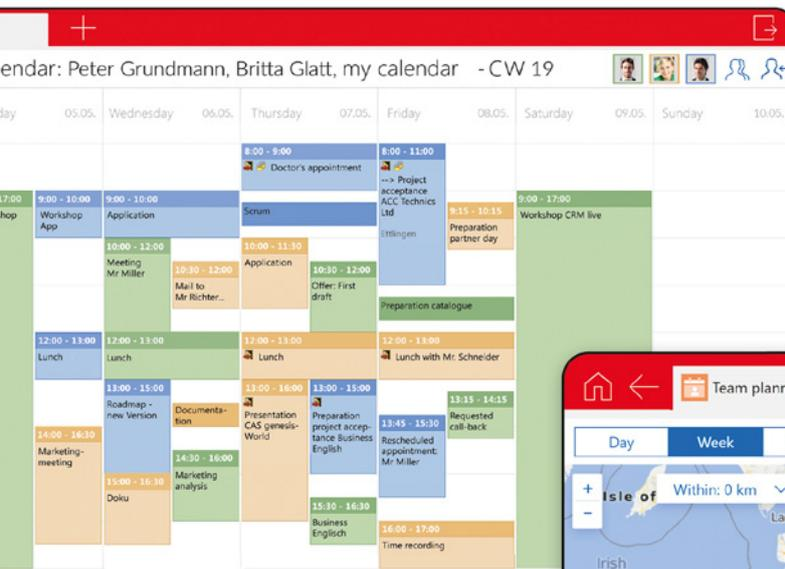 endar: Peter Grundmann, Britta Glatt, my calendar - CW 19
day 05.05. Wednesday 06.05. Thursday 07.05. Friday 08.05. Saturday 09.05. Sunday 10.05.
17:00
hop
9:00 - 10:00
Workshop
App
12:00 - 13:00
Lunch
14:00 - 16:30
Marketing-
meeting
9:00 - 10:00
Application
10:00 - 12:00
Meeting
Mr Miller
10:30 - 12:00
Mail to
Mr Richter...
12:00 - 13:00
Lunch
13:00 - 15:00
Roadmap -
new Version
Documenta-
tion
14:30 - 16:00
Marketing
analysis
15:00 - 16:30
Doku
8:00 - 9:00
Doctor's appointment
Scrum
10:00 - 11:30
Application
10:30 - 12:00
Offer: First
draft
12:00 - 13:00
Lunch
13:00 - 16:00
Presentation
CAS genesis-
World
13:00 - 15:00
Preparation
project accep-
tance Business
English
15:30 - 16:30
Business
Englisch
8:00 - 11:00
--> Project
acceptance
ACC Technics
Ltd
Ettlingen
9:15 - 10:15
Preparation
partner day
Preparation catalogue
12:00 - 13:00
Lunch with Mr. Schneider
13:15 - 14:15
Requested
call-back
13:45 - 15:30
Rescheduled
appointment:
Mr Miller
16:00 - 17:00
Time recording
9:00 - 17:00
Workshop CRM live
Team plann
Day Week
+
-
Isle of
Within: 0 km
La
Irish